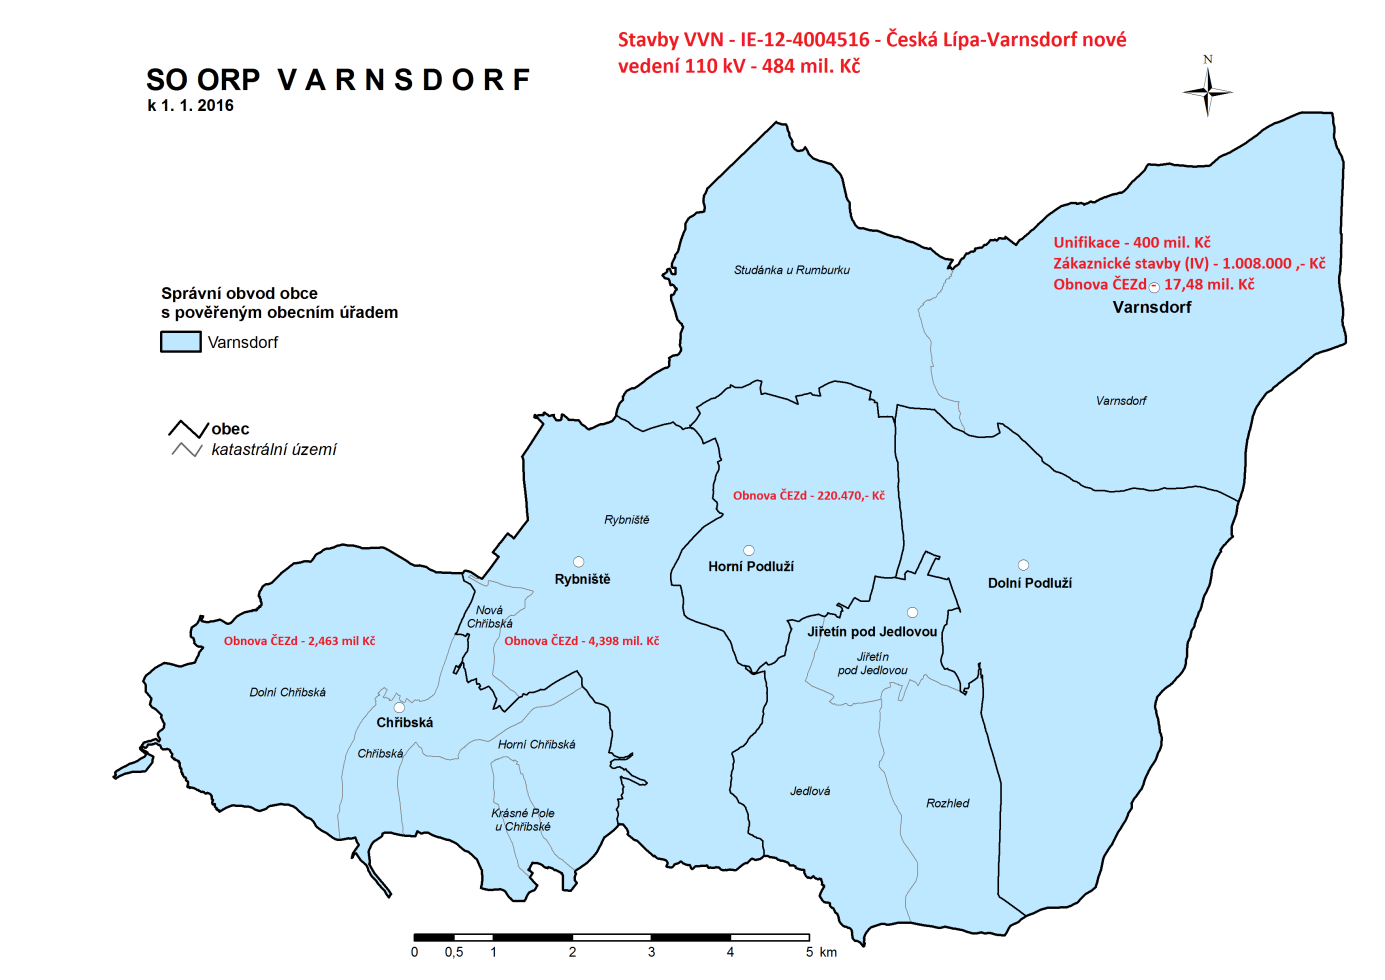 Stavby VVN - IE-12-4004516 - Česká Lípa-Varnsdorf nové
vedení 110 kV - 484 mil. Kč
SO ORP VARNSDORF
k 1. 1. 2016
N
Unifikace - 400 mil. Kč
Zákaznické stavby (IV) - 1.008.000 ,- Kč
Obnova ČEZd - 17,48 mil. Kč
Varnsdorf
Studánka u Rumburku
Správní obvod obce
s pověřeným obecním úřadem
Varnsdorf
Varnsdorf
obec
katastrální území
Obnova ČEZd - 220.470,- Kč
Rybniště
Horní Podluží
Rybniště
Dolní Podluží
Nová
Chřibská
Jiřetín pod Jedlovou
Obnova ČEZd - 2,463 mil Kč
Obnova ČEZd - 4,398 mil. Kč
Jiřetín
pod Jedlovou
Dolní Chřibská
Chřibská
Chřibská
Horní Chřibská
Jedlová
Rozhled
Krásné Pole
u Chřibské
0 0,5 1 2 3 4 5 km